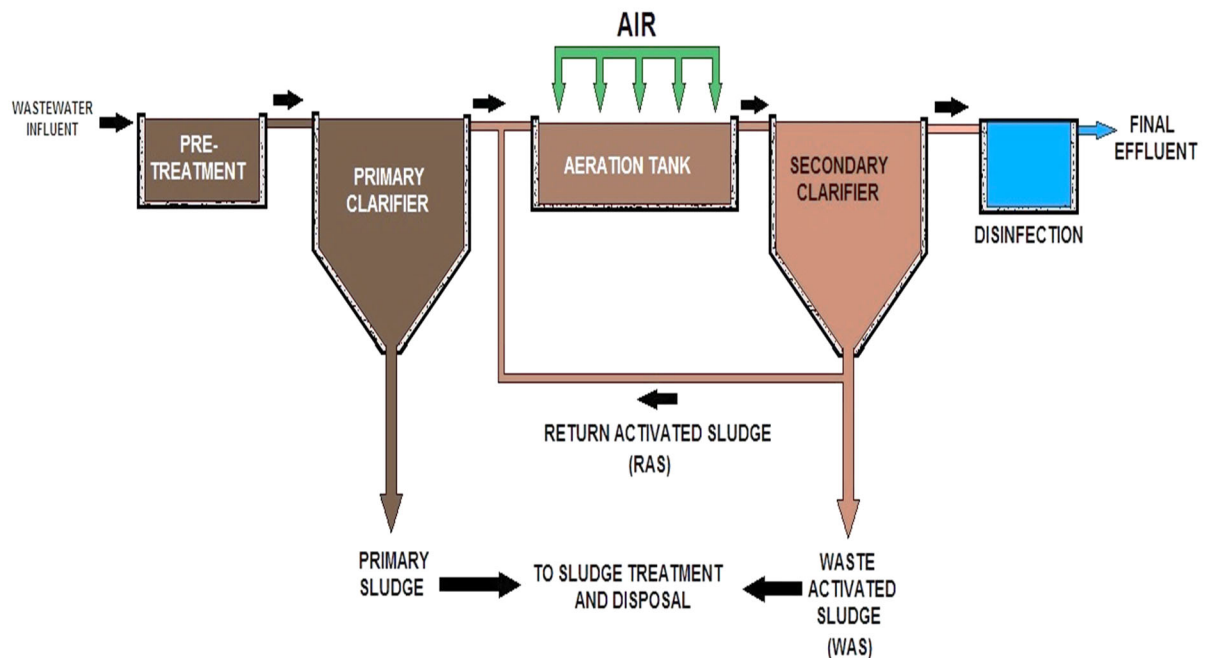 AIR
WASTEWATER
INFLUENT
PRE-
TREATMENT
PRIMARY
CLARIFIER
AERATION TANK
SECONDARY
CLARIFIER
DISINFECTION
FINAL
EFFLUENT
RETURN ACTIVATED SLUDGE
(RAS)
PRIMARY
SLUDGE
TO SLUDGE TREATMENT
AND DISPOSAL
WASTE
ACTIVATED
SLUDGE
(WAS)